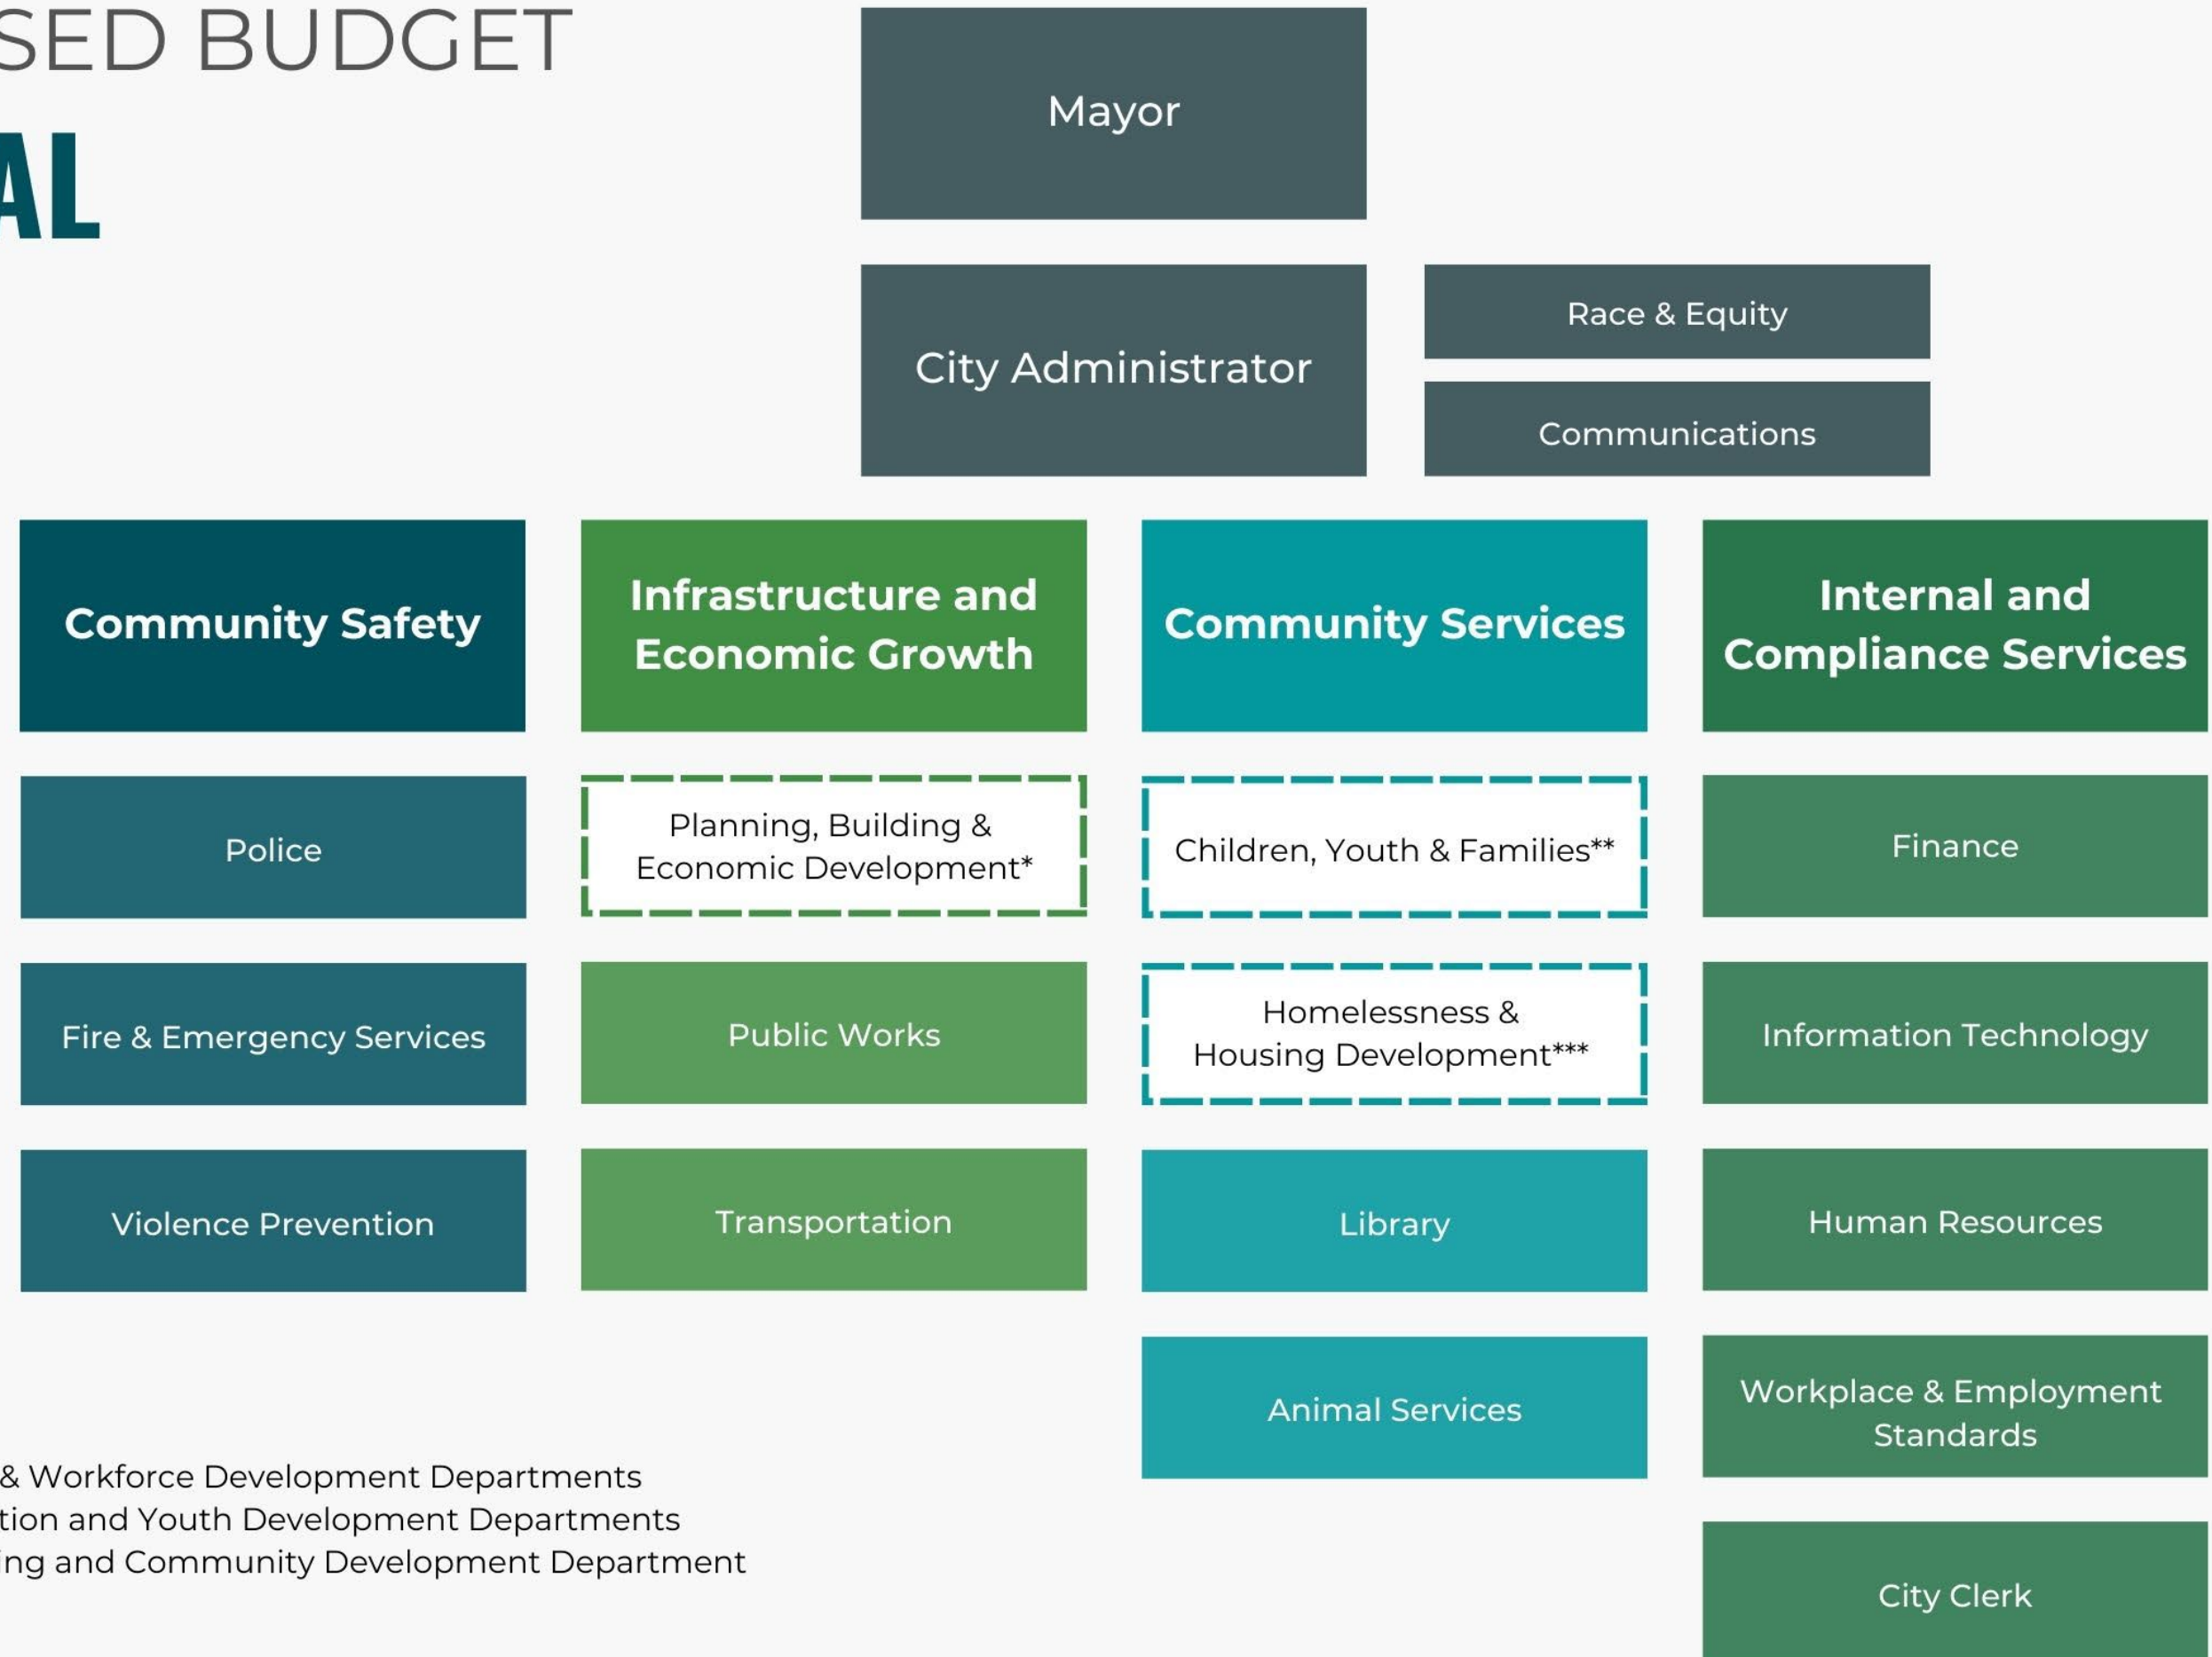 SED BUDGET
AL
Mayor
City Administrator
Race & Equity
Communications
Community Safety
Police
Fire & Emergency Services
Violence Prevention
Infrastructure and
Economic Growth
Planning, Building &
Economic Development*
Public Works
Transportation
Community Services
Children, Youth & Families**
Homelessness &
Housing Development***
Library
Animal Services
Internal and
Compliance Services
Finance
Information Technology
Human Resources
Workplace & Employment
Standards
City Clerk
& Workforce Development Departments
tion and Youth Development Departments
ing and Community Development Department